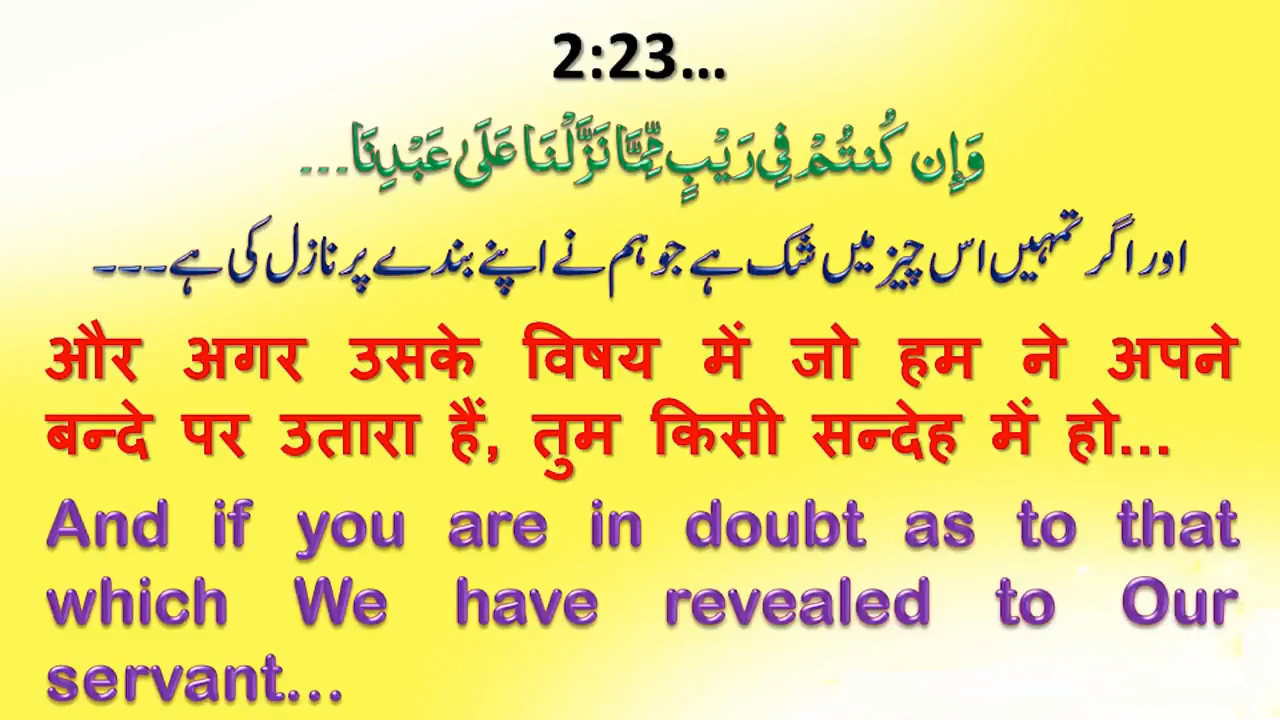 2:23...
وَإِن كُنتُمْ فِي رَيْبٍ مِّمَّا نَزَّلْنَا عَلَىٰ عَبْدِنَا...
اور اگر تمہیں اس چیز میں شک ہے جو ہم نے اپنے بندے پر نازل کی ہے۔۔۔
और अगर उसके विषय में जो हम ने अपने
बन्दे पर उतारा हैं, तुम किसी सन्देह में हो...
And if you are in doubt as to that
which We have revealed to Our
servant...